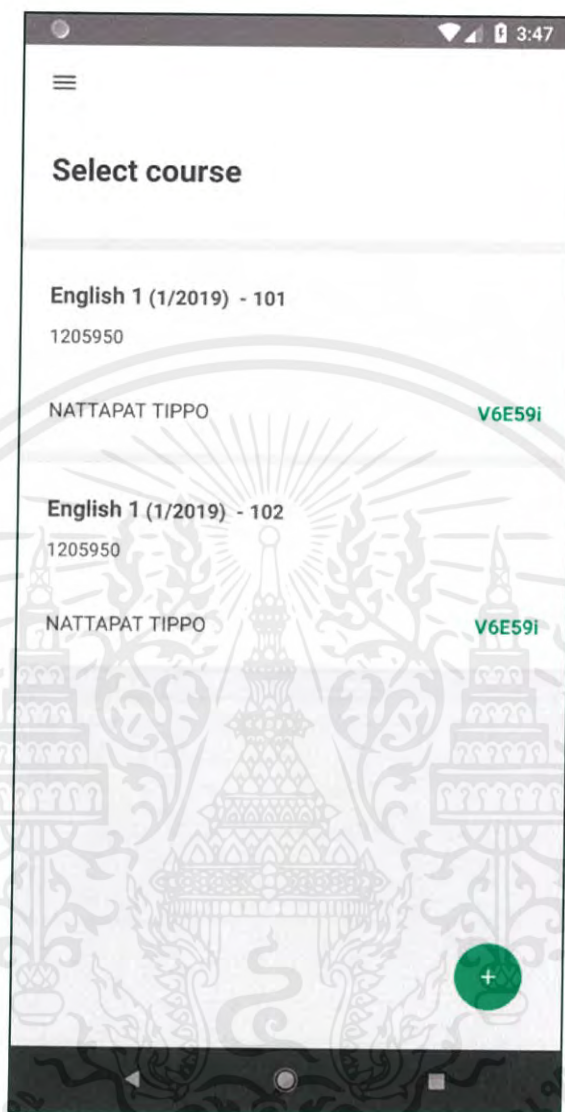 3:47
Select course
English 1 (1/2019) - 101
1205950
NATTAPAT TIPPO V6E59i
English 1 (1/2019) - 102
1205950
NATTAPAT TIPPO V6E59i
+